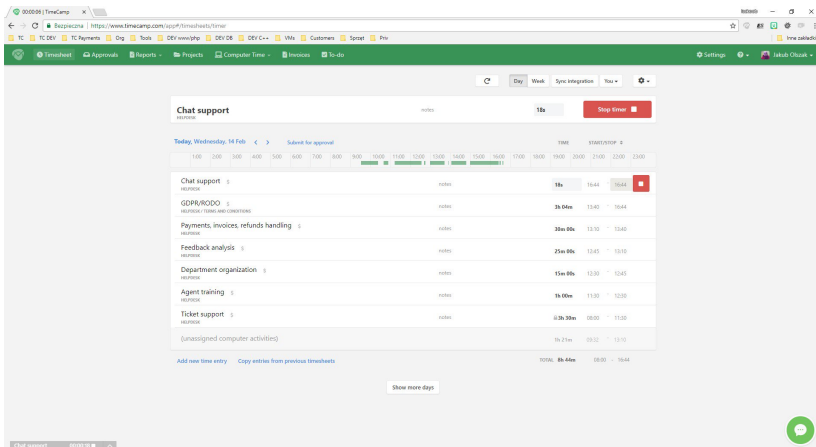 00:00:06 | TimeCamp
Bezpieczna | https://www.timecamp.com/app#/timesheets/timer
TC TC DEV TC Payments Org Tools DEV www/php DEV DB DEV C++ VMs Customers Sprzęt Priv Inne zakładki
Timesheet Approvals Reports Projects Computer Time Invoices To-do Settings Jakub Olszak
Day Week Sync integration You
Chat support notes 18s Stop timer
HELPDESK
Today, Wednesday, 14 Feb < > Submit for approval TIME START/STOP
1:00 2:00 3:00 4:00 5:00 6:00 7:00 8:00 9:00 10:00 11:00 12:00 13:00 14:00 15:00 16:00 17:00 18:00 19:00 20:00 21:00 22:00 23:00
Chat support $ notes 18s 16:44 - 16:44
HELPDESK
GDPR/RODO $ notes 3h 04m 13:40 - 16:44
HELPDESK / TERMS AND CONDITIONS
Payments, invoices, refunds handling $ notes 30m 00s 13:10 - 13:40
HELPDESK
Feedback analysis $ notes 25m 00s 12:45 - 13:10
HELPDESK
Department organization $ notes 15m 00s 12:30 - 12:45
HELPDESK
Agent training $ notes 1h 00m 11:30 - 12:30
HELPDESK
Ticket support $ notes 3h 30m 08:00 - 11:30
HELPDESK
(unassigned computer activities) 1h 21m
Add new time entry Copy entries from previous timesheets TOTAL 8h 44m 08:00 - 16:44
Show more days
Chat support